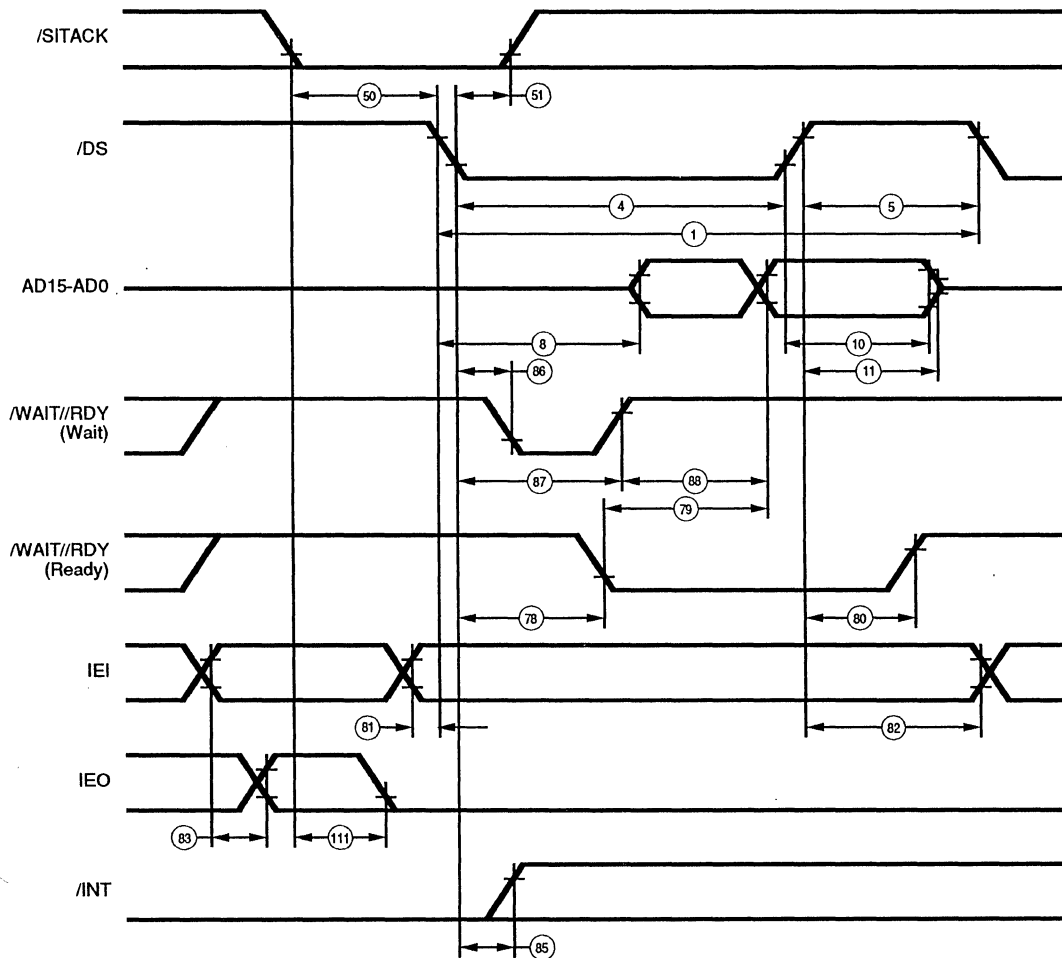 /SITACK
50
51
/DS
4
5
1
AD15-AD0
8
10
86
11
/WAIT//RDY
(Wait)
87
88
79
/WAIT//RDY
(Ready)
78
80
IEI
81
82
IEO
83
111
/INT
85